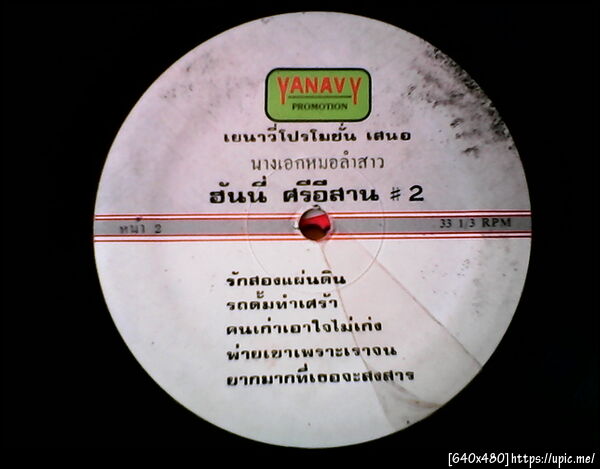 YANAVY
PROMOTION
เยนาวี่โปรโมชั่น เสนอ
นางเอกหมอลำสาว
ฮันนี่ ศรีอีสาน # 2
หน้า 2
33 1/3 RPM
รักสองแผ่นดิน
รถดั้มทำเศร้า
คนเก่าเอาใจไม่เก่ง
พ่ายเขาเพราะเราจน
ยากมากที่เธอจะสงสาร
[640x480]https://upic.me/